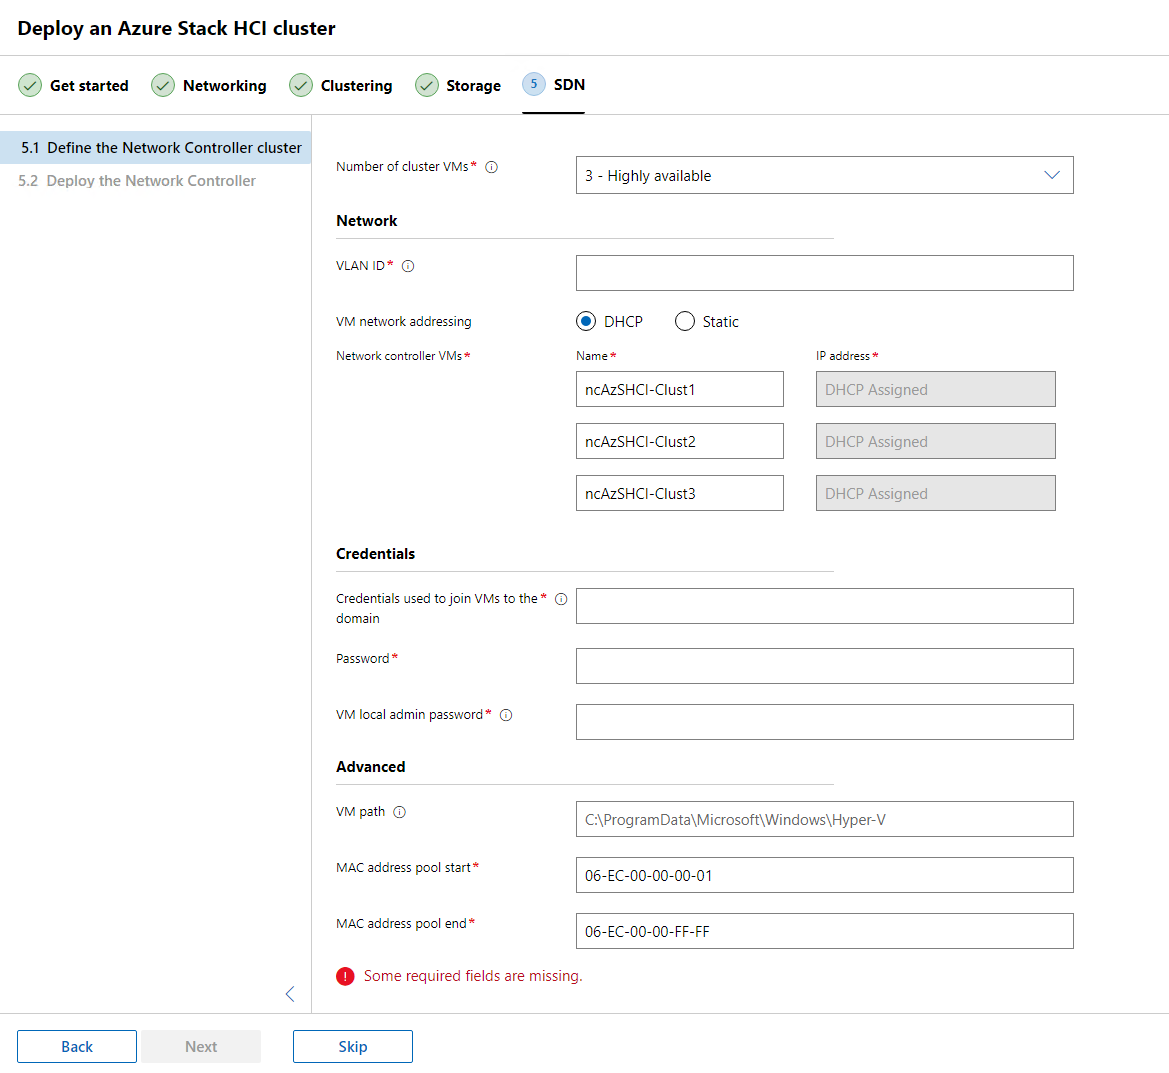 Deploy an Azure Stack HCI cluster
Get started
Networking
Clustering
Storage
5 SDN
5.1 Define the Network Controller cluster
5.2 Deploy the Network Controller
Number of cluster VMs*
3 - Highly available
Network
VLAN ID*
VM network addressing
DHCP
Static
Network controller VMs*
Name*
IP address*
ncAzSHCI-Clust1
DHCP Assigned
ncAzSHCI-Clust2
DHCP Assigned
ncAzSHCI-Clust3
DHCP Assigned
Credentials
Credentials used to join VMs to the*
domain
Password*
VM local admin password*
Advanced
VM path
C:\ProgramData\Microsoft\Windows\Hyper-V
MAC address pool start*
06-EC-00-00-00-01
MAC address pool end*
06-EC-00-00-FF-FF
Some required fields are missing.
Back
Next
Skip